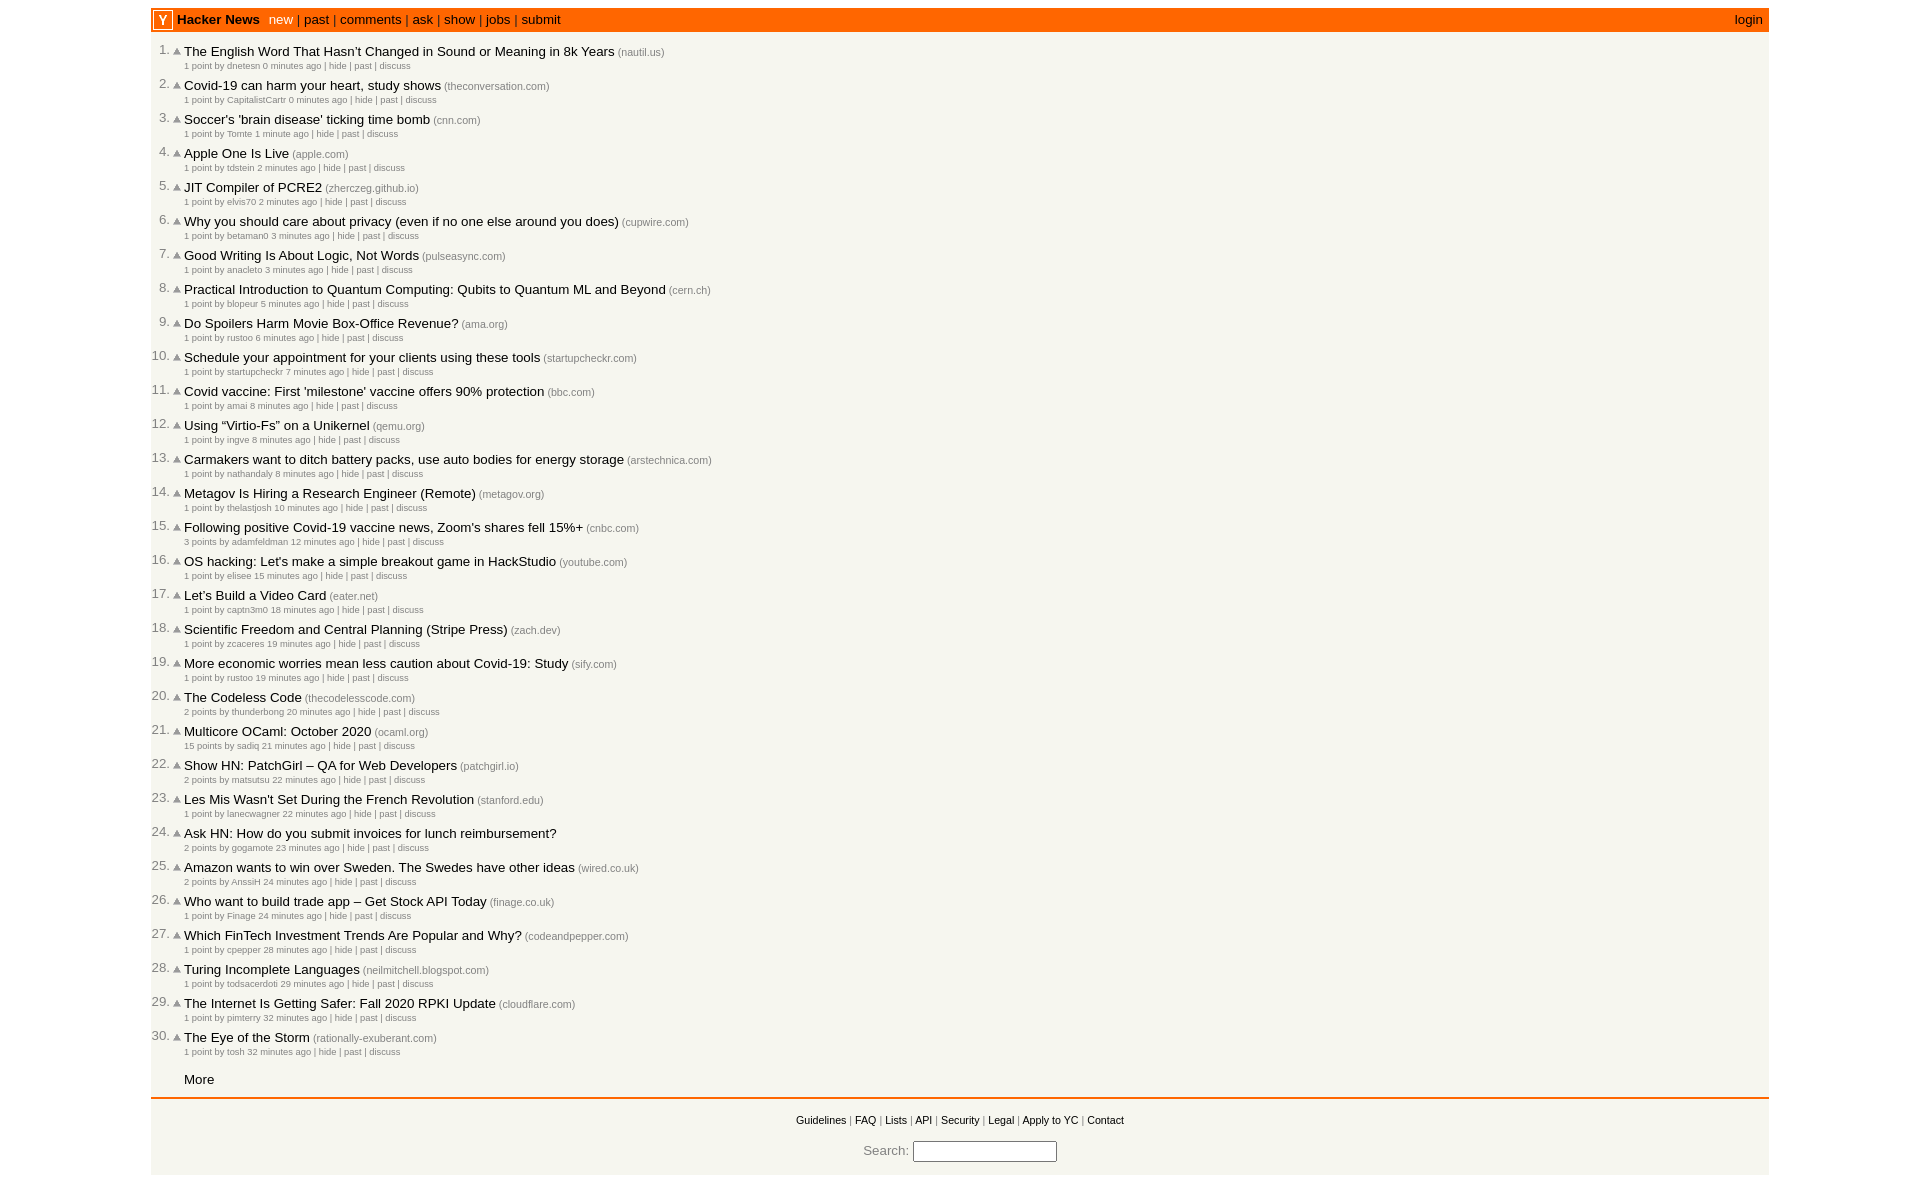 Y Hacker News new | past | comments | ask | show | jobs | submit login
1. The English Word That Hasn’t Changed in Sound or Meaning in 8k Years (nautil.us)
1 point by dnetesn 0 minutes ago | hide | past | discuss
2. Covid-19 can harm your heart, study shows (theconversation.com)
1 point by CapitalistCartr 0 minutes ago | hide | past | discuss
3. Soccer's 'brain disease' ticking time bomb (cnn.com)
1 point by Tomte 1 minute ago | hide | past | discuss
4. Apple One Is Live (apple.com)
1 point by tdstein 2 minutes ago | hide | past | discuss
5. JIT Compiler of PCRE2 (zherczeg.github.io)
1 point by elvis70 2 minutes ago | hide | past | discuss
6. Why you should care about privacy (even if no one else around you does) (cupwire.com)
1 point by betaman0 3 minutes ago | hide | past | discuss
7. Good Writing Is About Logic, Not Words (pulseasync.com)
1 point by anacleto 3 minutes ago | hide | past | discuss
8. Practical Introduction to Quantum Computing: Qubits to Quantum ML and Beyond (cern.ch)
1 point by blopeur 5 minutes ago | hide | past | discuss
9. Do Spoilers Harm Movie Box-Office Revenue? (ama.org)
1 point by rustoo 6 minutes ago | hide | past | discuss
10. Schedule your appointment for your clients using these tools (startupcheckr.com)
1 point by startupcheckr 7 minutes ago | hide | past | discuss
11. Covid vaccine: First 'milestone' vaccine offers 90% protection (bbc.com)
1 point by amai 8 minutes ago | hide | past | discuss
12. Using “Virtio-Fs” on a Unikernel (qemu.org)
1 point by ingve 8 minutes ago | hide | past | discuss
13. Carmakers want to ditch battery packs, use auto bodies for energy storage (arstechnica.com)
1 point by nathandaly 8 minutes ago | hide | past | discuss
14. Metagov Is Hiring a Research Engineer (Remote) (metagov.org)
1 point by thelastjosh 10 minutes ago | hide | past | discuss
15. Following positive Covid-19 vaccine news, Zoom's shares fell 15%+ (cnbc.com)
3 points by adamfeldman 12 minutes ago | hide | past | discuss
16. OS hacking: Let's make a simple breakout game in HackStudio (youtube.com)
1 point by elisee 15 minutes ago | hide | past | discuss
17. Let’s Build a Video Card (eater.net)
1 point by captn3m0 18 minutes ago | hide | past | discuss
18. Scientific Freedom and Central Planning (Stripe Press) (zach.dev)
1 point by zcaceres 19 minutes ago | hide | past | discuss
19. More economic worries mean less caution about Covid-19: Study (sify.com)
1 point by rustoo 19 minutes ago | hide | past | discuss
20. The Codeless Code (thecodelesscode.com)
2 points by thunderbong 20 minutes ago | hide | past | discuss
21. Multicore OCaml: October 2020 (ocaml.org)
15 points by sadiq 21 minutes ago | hide | past | discuss
22. Show HN: PatchGirl – QA for Web Developers (patchgirl.io)
2 points by matsutsu 22 minutes ago | hide | past | discuss
23. Les Mis Wasn't Set During the French Revolution (stanford.edu)
1 point by lanecwagner 22 minutes ago | hide | past | discuss
24. Ask HN: How do you submit invoices for lunch reimbursement?
2 points by gogamote 23 minutes ago | hide | past | discuss
25. Amazon wants to win over Sweden. The Swedes have other ideas (wired.co.uk)
2 points by AnssiH 24 minutes ago | hide | past | discuss
26. Who want to build trade app – Get Stock API Today (finage.co.uk)
1 point by Finage 24 minutes ago | hide | past | discuss
27. Which FinTech Investment Trends Are Popular and Why? (codeandpepper.com)
1 point by cpepper 28 minutes ago | hide | past | discuss
28. Turing Incomplete Languages (neilmitchell.blogspot.com)
1 point by todsacerdoti 29 minutes ago | hide | past | discuss
29. The Internet Is Getting Safer: Fall 2020 RPKI Update (cloudflare.com)
1 point by pimterry 32 minutes ago | hide | past | discuss
30. The Eye of the Storm (rationally-exuberant.com)
1 point by tosh 32 minutes ago | hide | past | discuss
More
Guidelines | FAQ | Lists | API | Security | Legal | Apply to YC | Contact
Search: